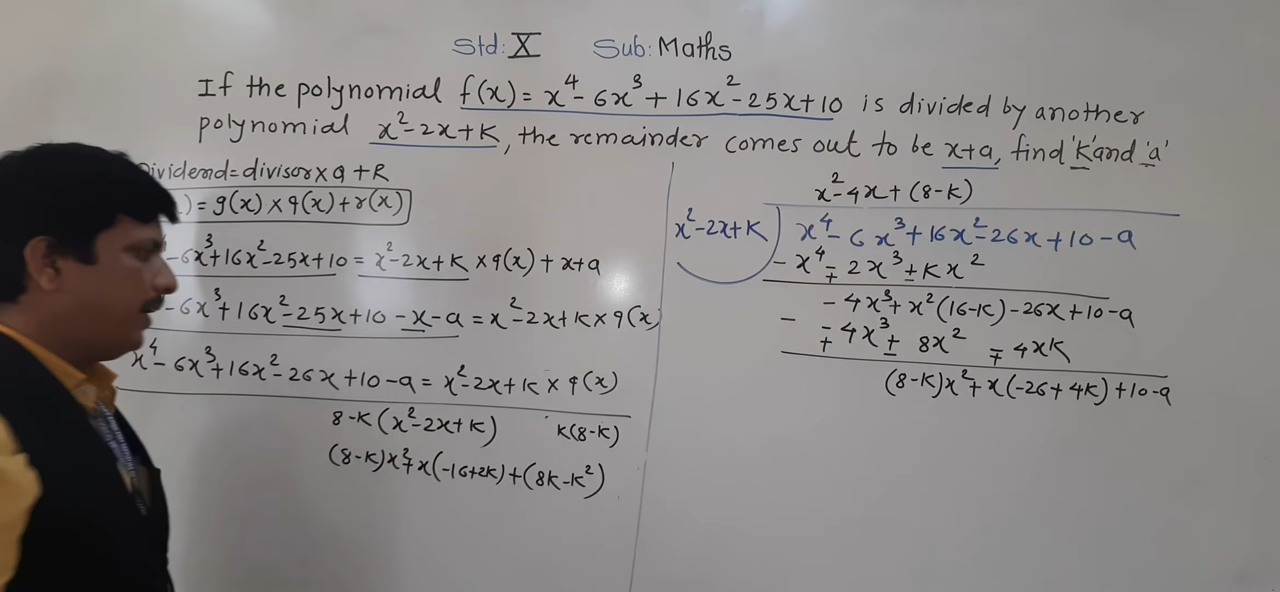 Std: X Sub: Maths
If the polynomial f(x) = x⁴ - 6x³ + 16x² - 25x + 10 is divided by another
polynomial x² - 2x + K, the remainder comes out to be x+a, find 'K' and 'a'
Dividend = divisor × q + R
) = g(x) × q(x) + r(x)
- 6x³ + 16x² - 25x + 10 = x² - 2x + K × q(x) + x + a
- 6x³ + 16x² - 25x + 10 - x - a = x² - 2x + K × q(x)
x⁴ - 6x³ + 16x² - 26x + 10 - a = x² - 2x + K × q(x)
8-K (x² - 2x + K) K(8-K)
(8-K)x² + x(-16+2K) + (8K-K²)
x² - 4x + (8-K)
x² - 2x + K ) x⁴ - 6x³ + 16x² - 26x + 10 - a
- x⁴ ∓ 2x³ ± Kx²
- 4x³ + x²(16-K) - 26x + 10 - a
- ∓ 4x³ ± 8x² ∓ 4xK
(8-K)x² + x(-26+4K) + 10-a